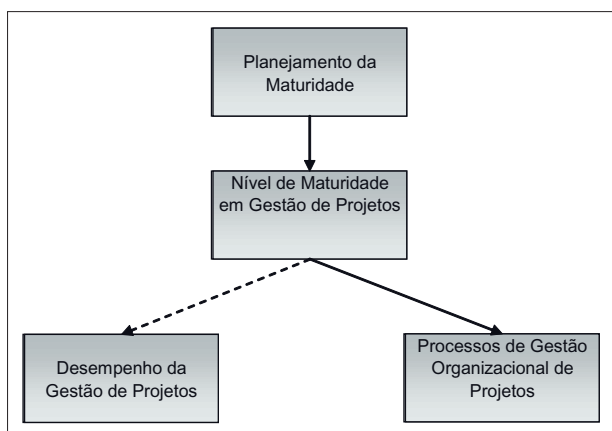 Planejamento da
Maturidade
Nível de Maturidade
em Gestão de Projetos
Desempenho da
Gestão de Projetos
Processos de Gestão
Organizacional de
Projetos